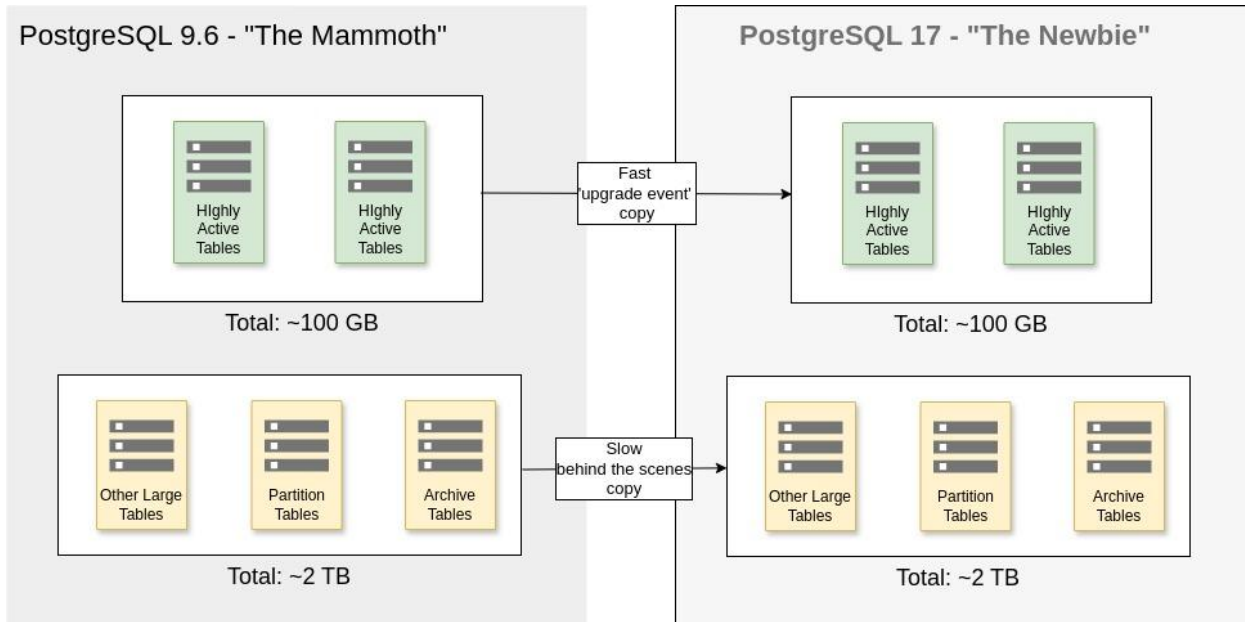 PostgreSQL 9.6 - "The Mammoth"
PostgreSQL 17 - "The Newbie"
HIghly
Active
Tables
HIghly
Active
Tables
Fast
'upgrade event'
copy
HIghly
Active
Tables
HIghly
Active
Tables
Total: ~100 GB
Total: ~100 GB
Other Large
Tables
Partition
Tables
Archive
Tables
Slow
behind the scenes
copy
Other Large
Tables
Partition
Tables
Archive
Tables
Total: ~2 TB
Total: ~2 TB